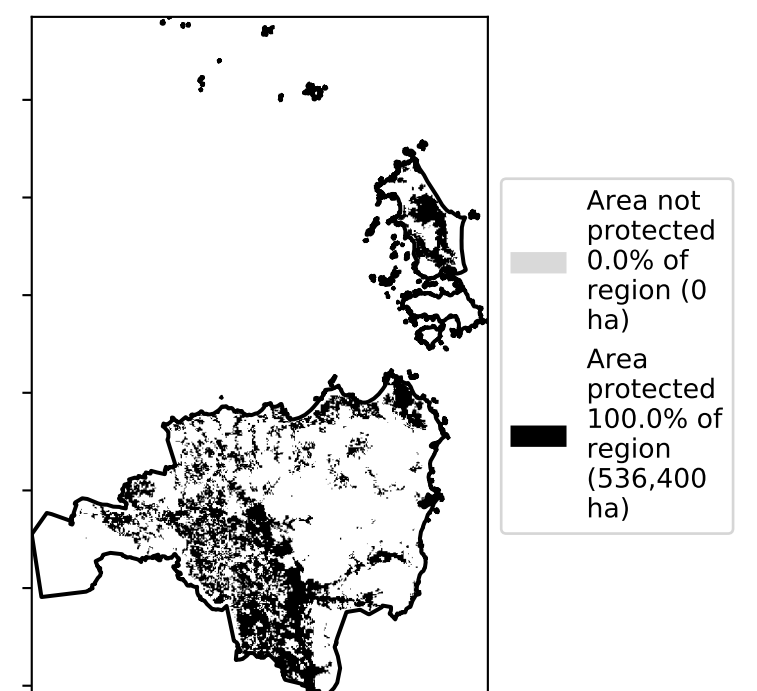 Area not
protected
0.0% of
region (0
ha)
Area
protected
100.0% of
region
(536,400
ha)